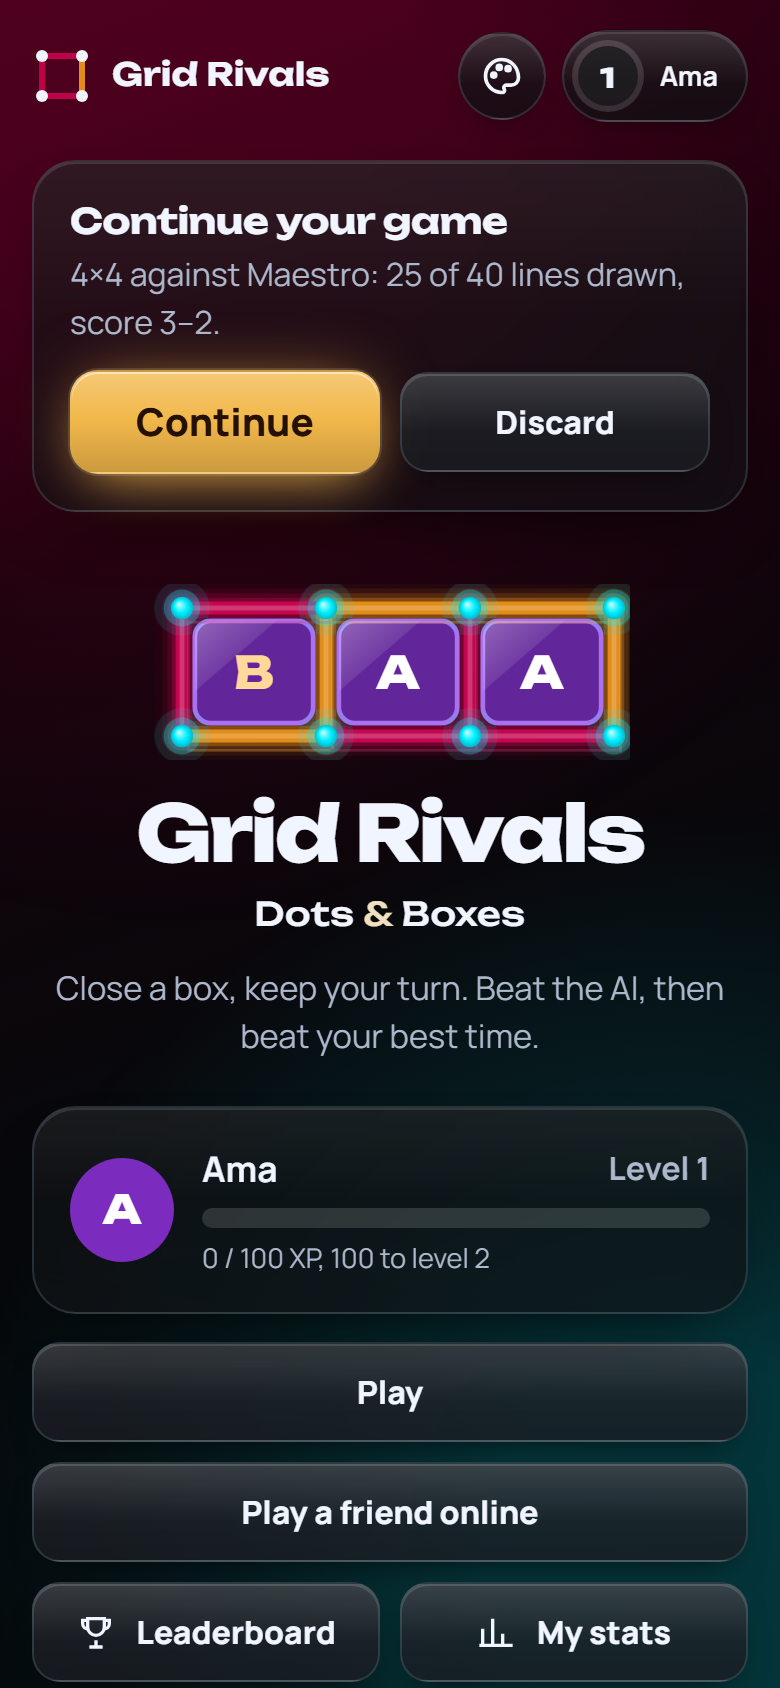 Grid Rivals
1 Ama
Continue your game
4×4 against Maestro: 25 of 40 lines drawn,
score 3–2.
Continue Discard
B A A
Grid Rivals
Dots & Boxes
Close a box, keep your turn. Beat the AI, then
beat your best time.
A
Ama Level 1
0 / 100 XP, 100 to level 2
Play
Play a friend online
Leaderboard My stats